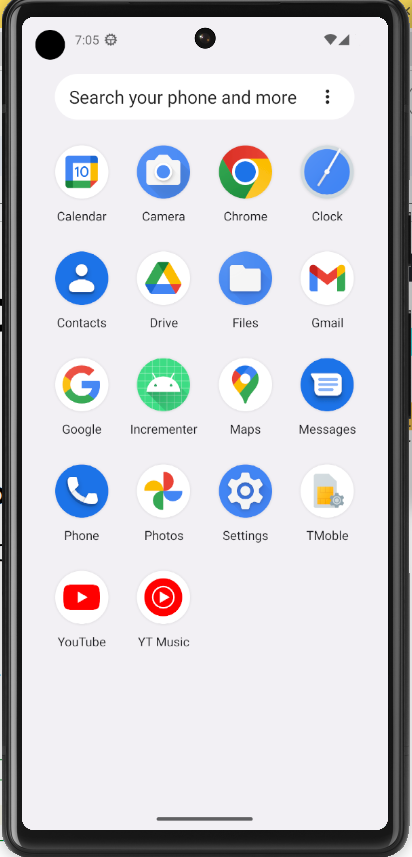 7:05
Search your phone and more
10
Calendar Camera Chrome Clock
Contacts Drive Files Gmail
Google Incrementer Maps Messages
Phone Photos Settings TMoble
YouTube YT Music